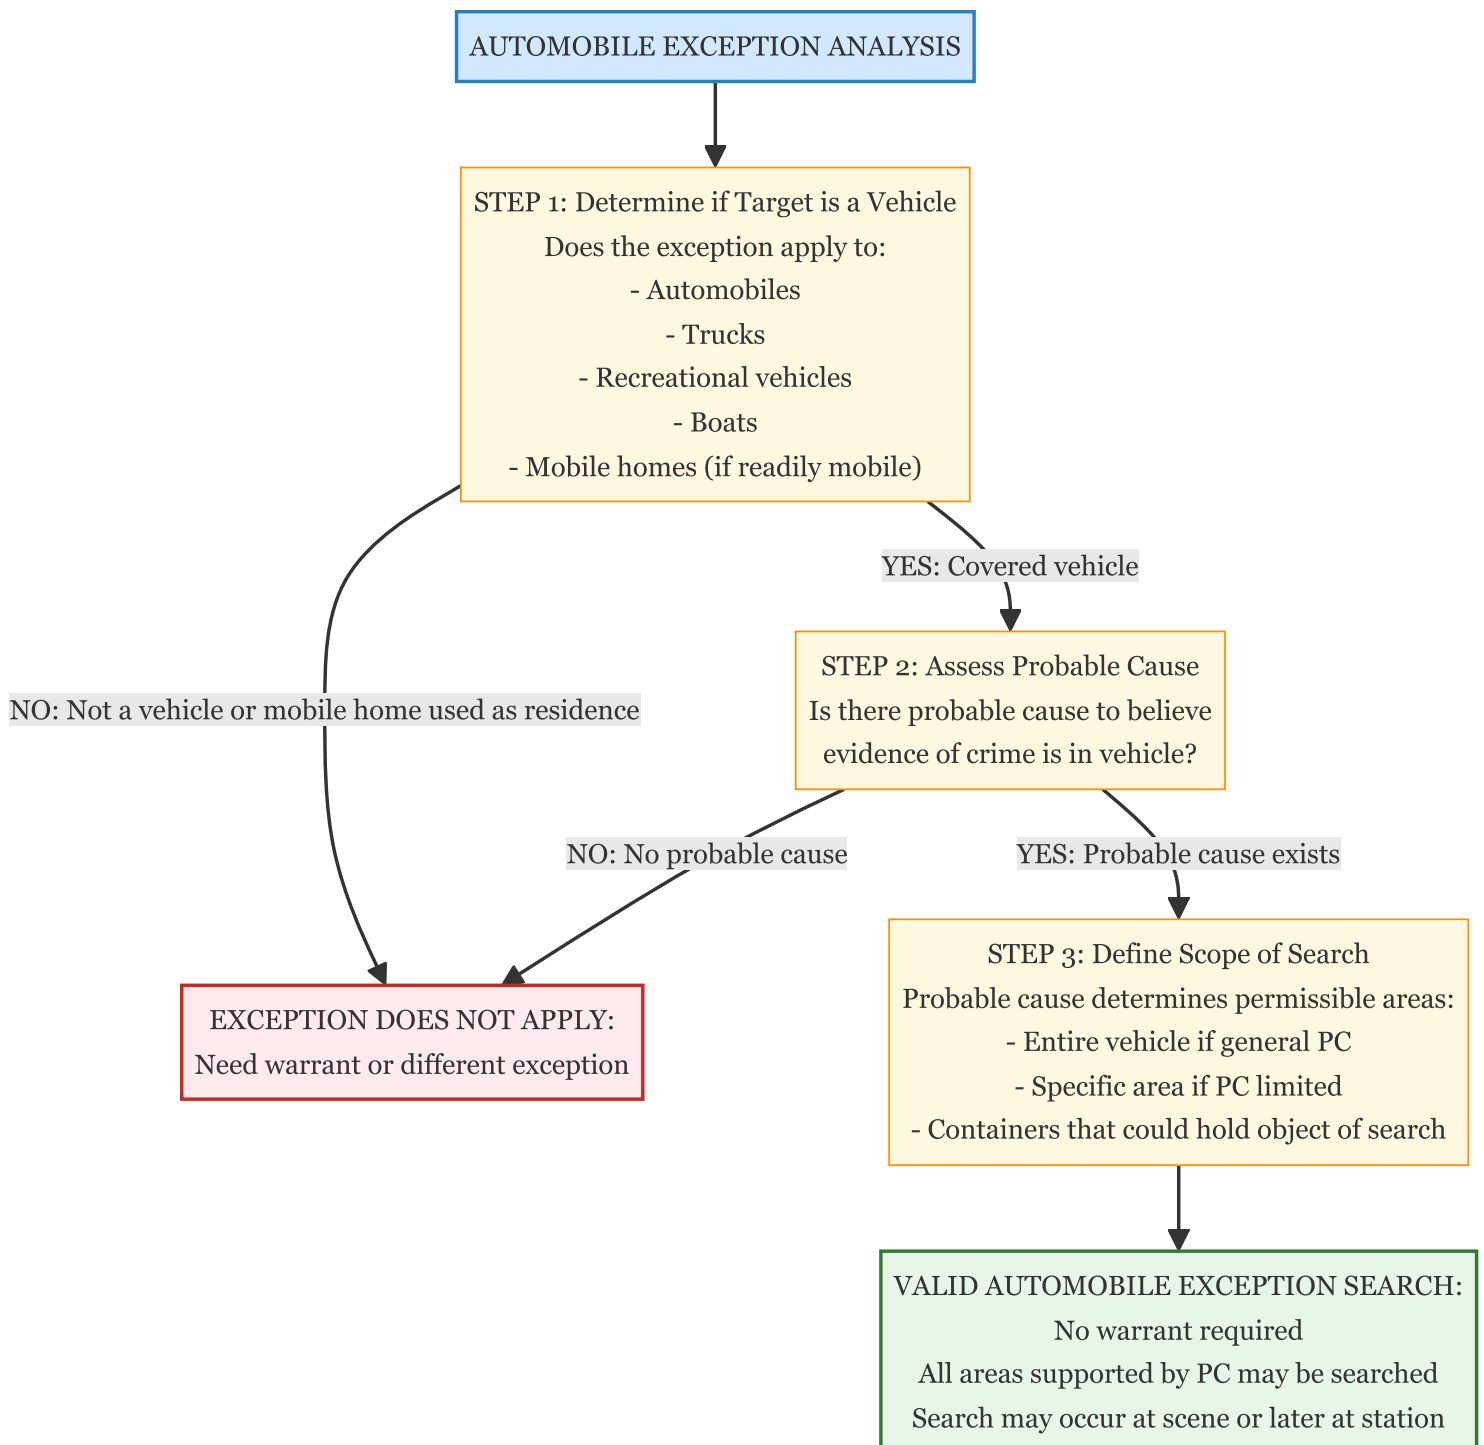 AUTOMOBILE EXCEPTION ANALYSIS
STEP 1: Determine if Target is a Vehicle
Does the exception apply to:
- Automobiles
- Trucks
- Recreational vehicles
- Boats
- Mobile homes (if readily mobile)
YES: Covered vehicle
NO: Not a vehicle or mobile home used as residence
STEP 2: Assess Probable Cause
Is there probable cause to believe
evidence of crime is in vehicle?
NO: No probable cause
YES: Probable cause exists
EXCEPTION DOES NOT APPLY:
Need warrant or different exception
STEP 3: Define Scope of Search
Probable cause determines permissible areas:
- Entire vehicle if general PC
- Specific area if PC limited
- Containers that could hold object of search
VALID AUTOMOBILE EXCEPTION SEARCH:
No warrant required
All areas supported by PC may be searched
Search may occur at scene or later at station